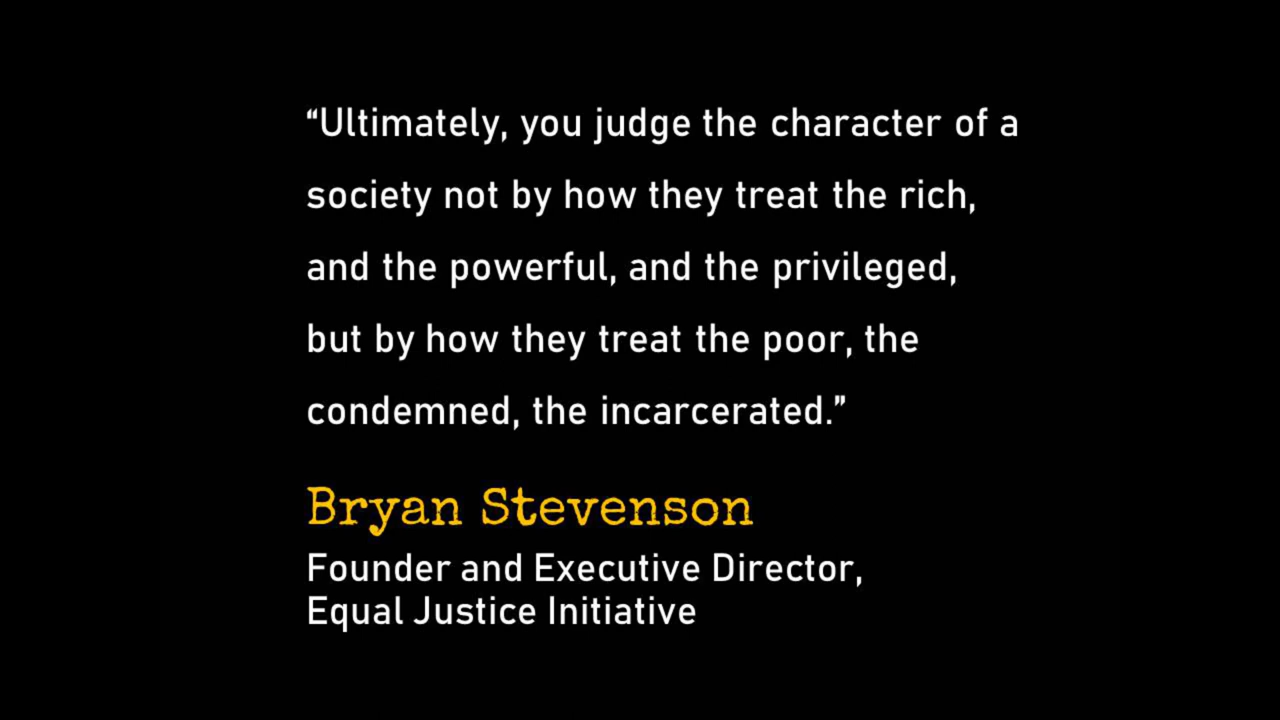 “Ultimately, you judge the character of a
society not by how they treat the rich,
and the powerful, and the privileged,
but by how they treat the poor, the
condemned, the incarcerated.”
Bryan Stevenson
Founder and Executive Director,
Equal Justice Initiative